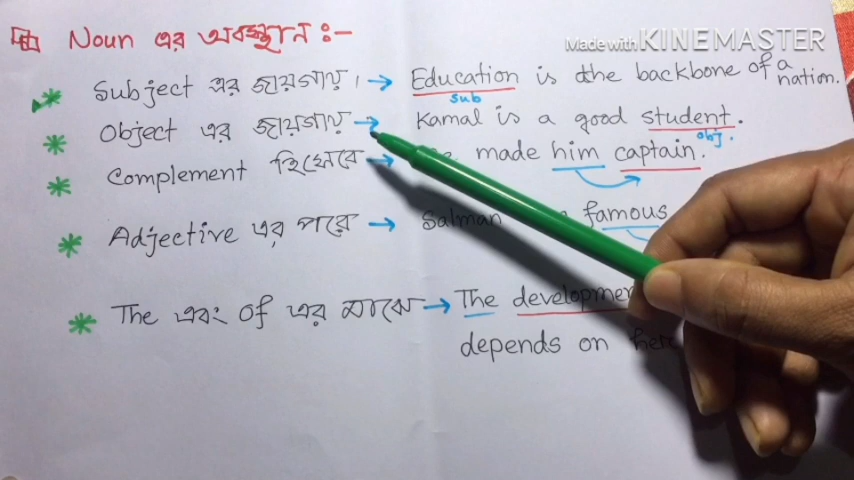 Made with KINEMASTER
Noun এর অবস্থান :-
Subject এর জায়গায় । → Education is the backbone of a nation.
sub
Object এর জায়গায় → Kamal is a good student.
obj.
Complement হিসেবে → made him captain.
Adjective এর পরে → Salman famous
The এবং of এর মাঝে → The
depends on